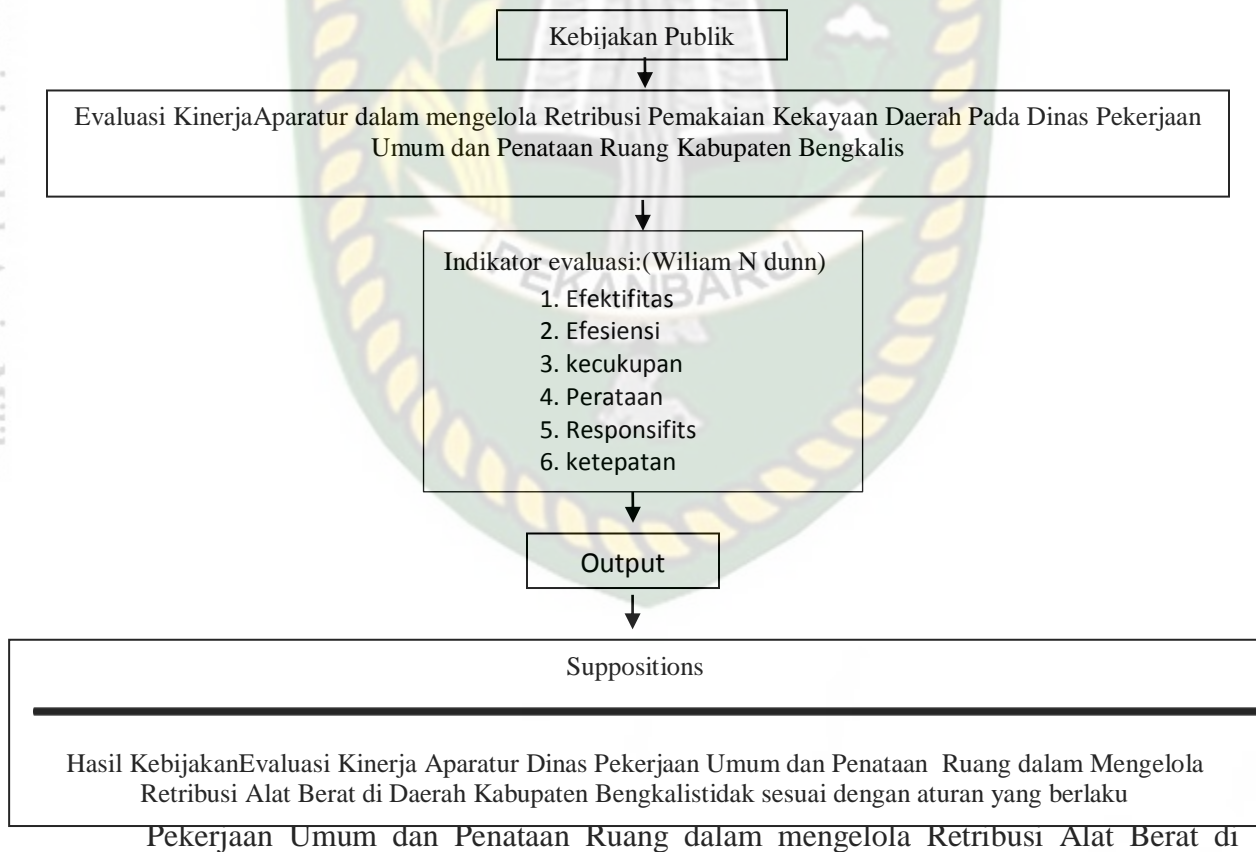 Kebijakan Publik
Evaluasi KinerjaAparatur dalam mengelola Retribusi Pemakaian Kekayaan Daerah Pada Dinas Pekerjaan
Umum dan Penataan Ruang Kabupaten Bengkalis
Indikator evaluasi:(Wiliam N dunn)
PEKANBARU
1. Efektifitas
2. Efesiensi
3. kecukupan
4. Perataan
5. Responsifits
6. ketepatan
Output
Suppositions
Hasil KebijakanEvaluasi Kinerja Aparatur Dinas Pekerjaan Umum dan Penataan Ruang dalam Mengelola
Retribusi Alat Berat di Daerah Kabupaten Bengkalistidak sesuai dengan aturan yang berlaku
Pekerjaan Umum dan Penataan Ruang dalam mengelola Retribusi Alat Berat di